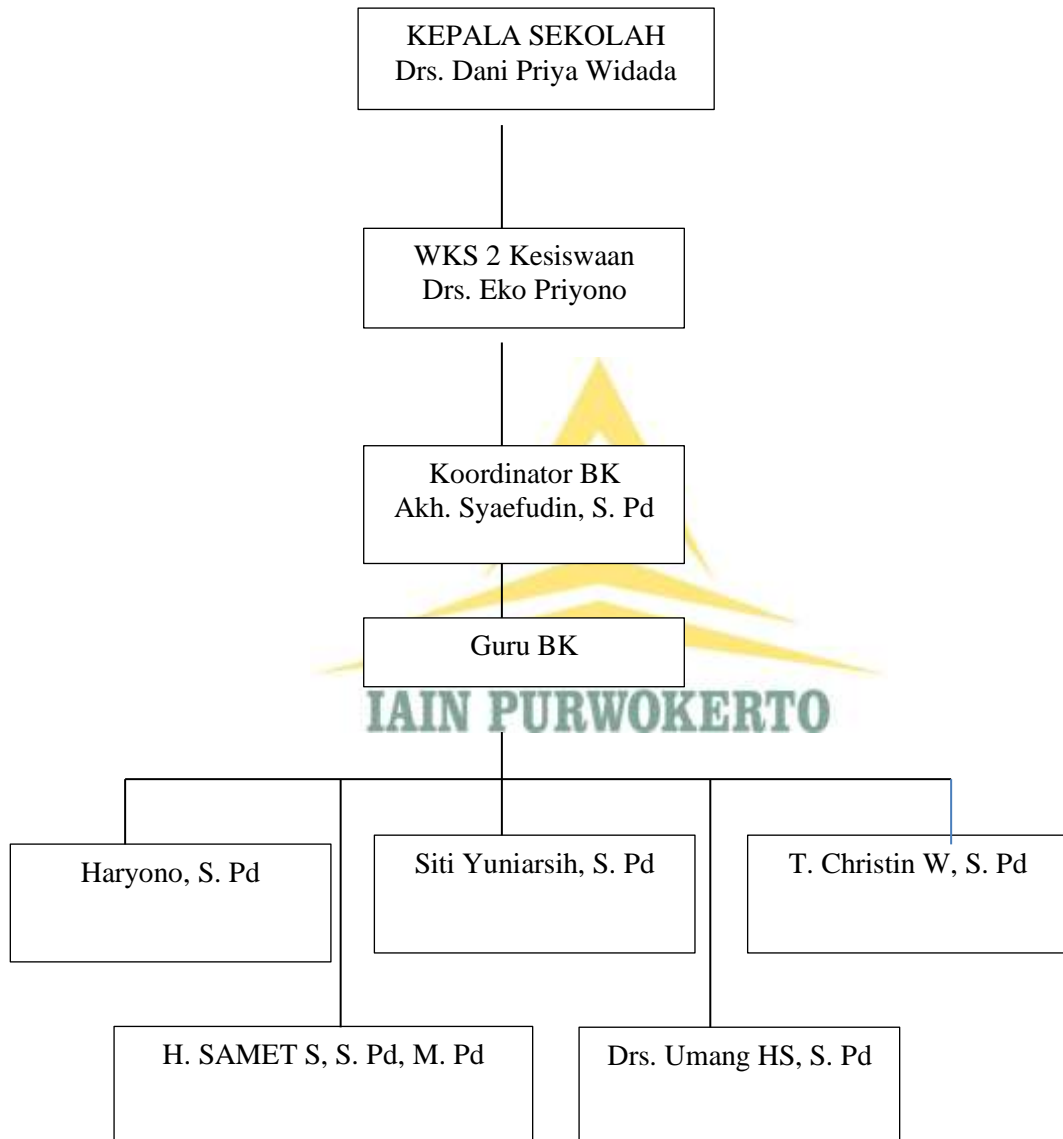 KEPALA SEKOLAH
Drs. Dani Priya Widada
WKS 2 Kesiswaan
Drs. Eko Priyono
Koordinator BK
Akh. Syaefudin, S. Pd
Guru BK
IAIN PURWOKERTO
Haryono, S. Pd
Siti Yuniarsih, S. Pd
T. Christin W, S. Pd
H. SAMET S, S. Pd, M. Pd
Drs. Umang HS, S. Pd